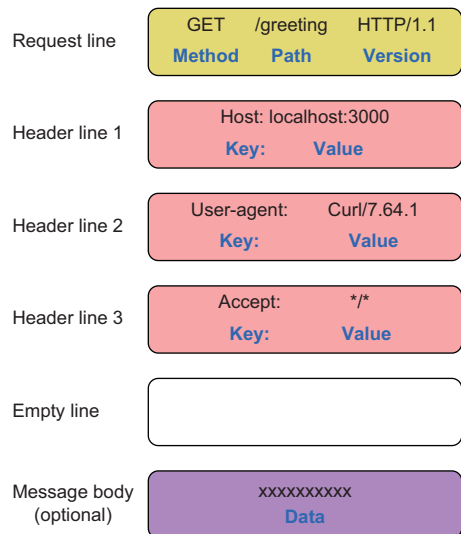 Request line
GET /greeting HTTP/1.1
Method Path Version
Header line 1
Host: localhost:3000
Key: Value
Header line 2
User-agent: Curl/7.64.1
Key: Value
Header line 3
Accept: */*
Key: Value
Empty line
Message body
(optional)
xxxxxxxxxx
Data